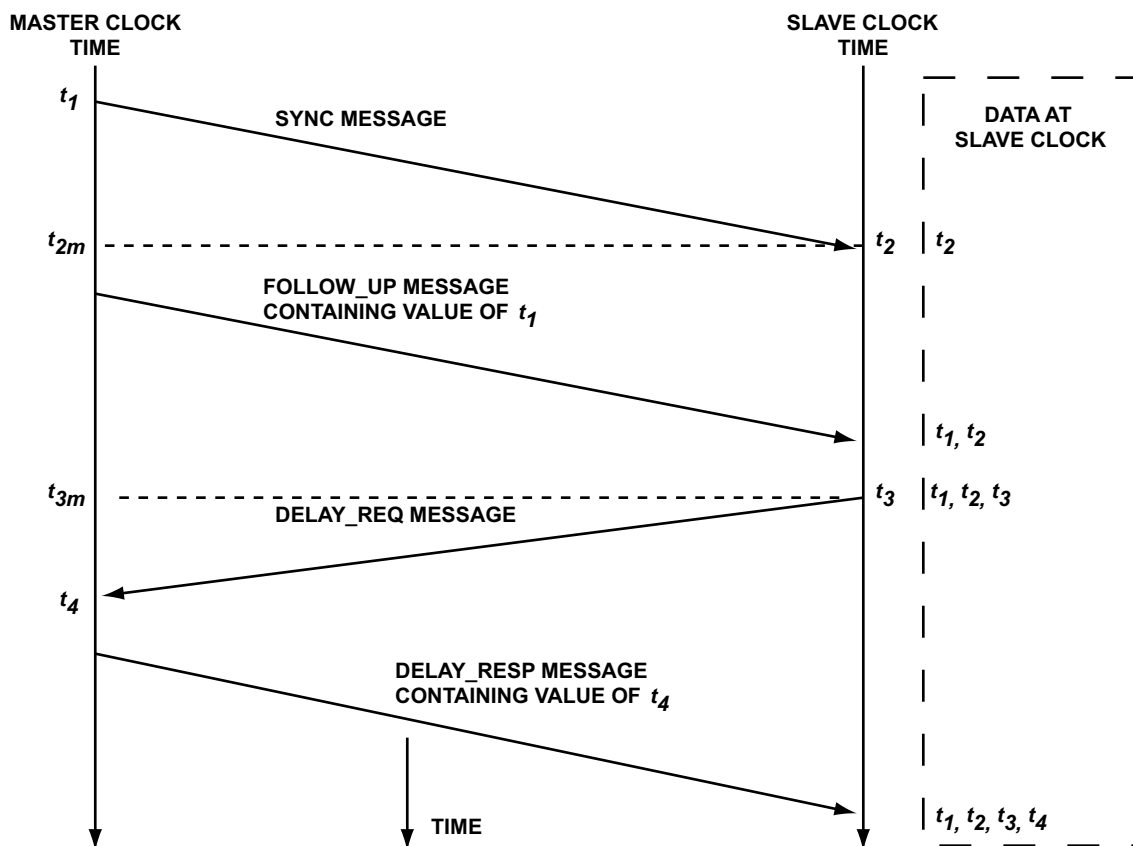 MASTER CLOCK
TIME
SLAVE CLOCK
TIME
t1
SYNC MESSAGE
DATA AT
SLAVE CLOCK
t2m
t2
t2
FOLLOW_UP MESSAGE
CONTAINING VALUE OF t1
t1, t2
t3m
t3
t1, t2, t3
DELAY_REQ MESSAGE
t4
DELAY_RESP MESSAGE
CONTAINING VALUE OF t4
TIME
t1, t2, t3, t4